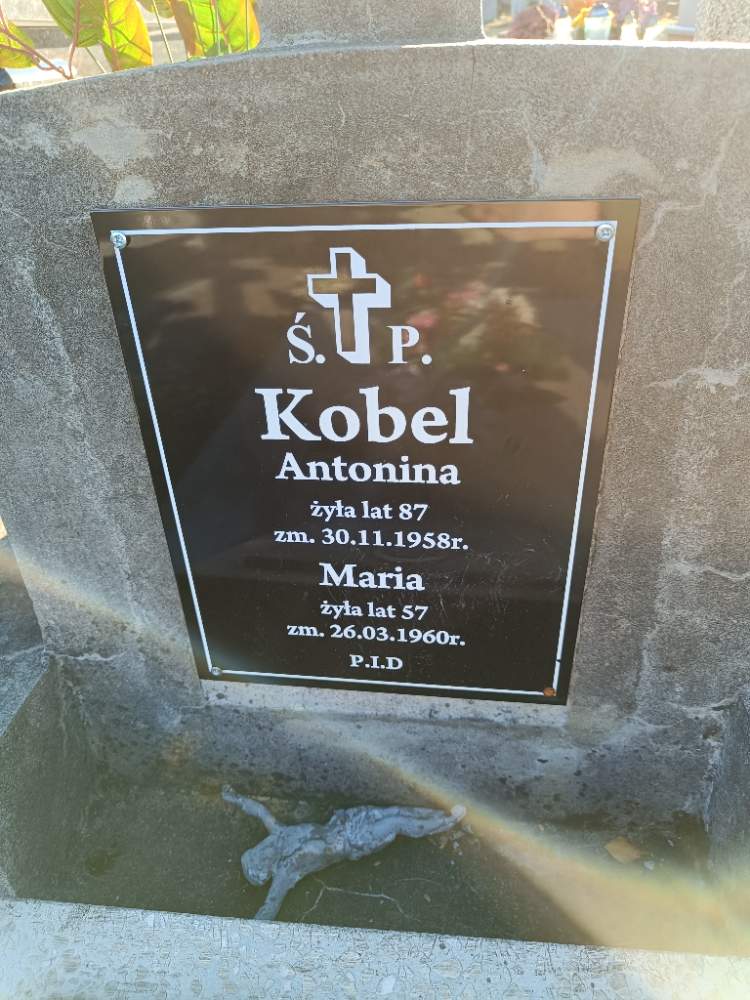 Ś. P.
Kobel
Antonina
żyła lat 87
zm. 30.11.1958r.
Maria
żyła lat 57
zm. 26.03.1960r.
P.I.D